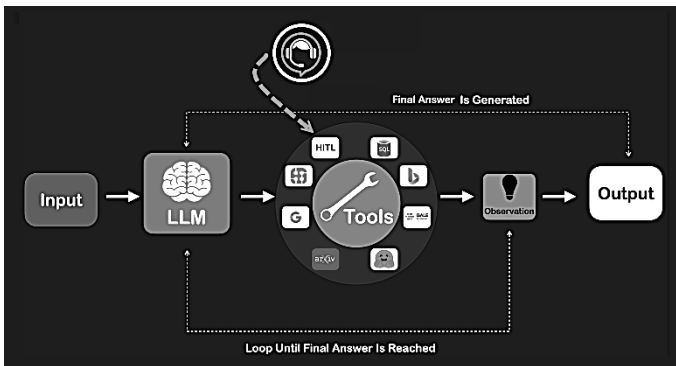 Final Answer Is Generated
HITL
SQL
Input
LLM
G
Tools
b
Observation
Output
arXiv
Loop Until Final Answer Is Reached